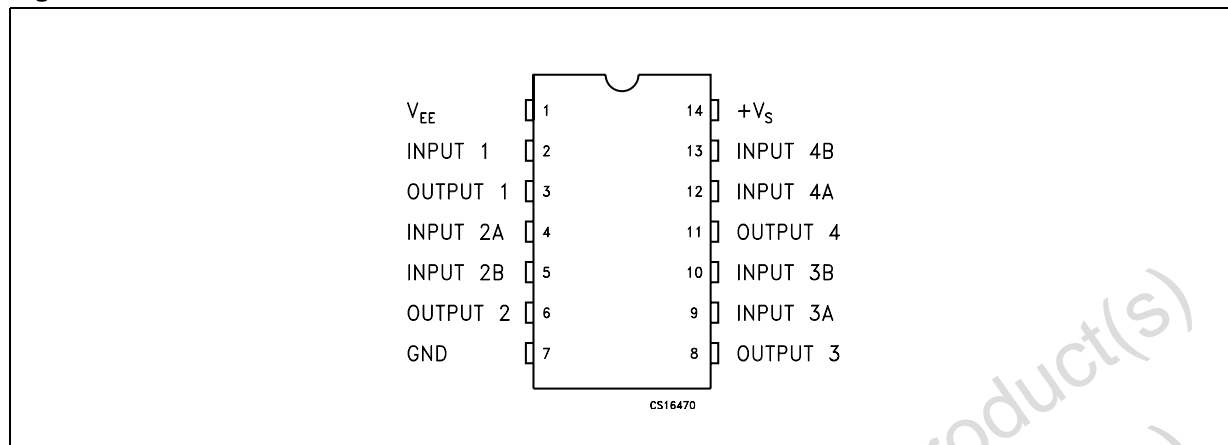 V_EE 1 14 +V_S
INPUT 1 2 13 INPUT 4B
OUTPUT 1 3 12 INPUT 4A
INPUT 2A 4 11 OUTPUT 4
INPUT 2B 5 10 INPUT 3B
OUTPUT 2 6 9 INPUT 3A
GND 7 8 OUTPUT 3
CS16470